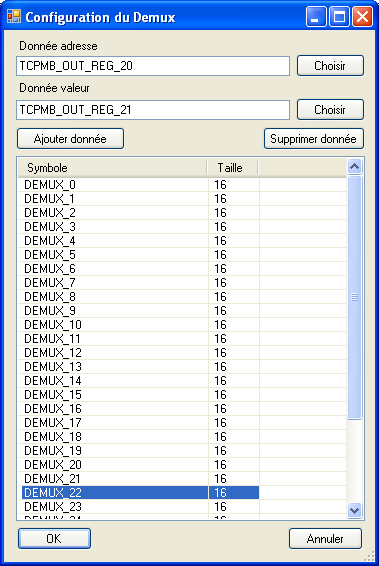 Configuration du Demux
Donnée adresse
TCPMB_OUT_REG_20 Choisir
Donnée valeur
TCPMB_OUT_REG_21 Choisir
Ajouter donnée Supprimer donnée
Symbole Taille
DEMUX_0 16
DEMUX_1 16
DEMUX_2 16
DEMUX_3 16
DEMUX_4 16
DEMUX_5 16
DEMUX_6 16
DEMUX_7 16
DEMUX_8 16
DEMUX_9 16
DEMUX_10 16
DEMUX_11 16
DEMUX_12 16
DEMUX_13 16
DEMUX_14 16
DEMUX_15 16
DEMUX_16 16
DEMUX_17 16
DEMUX_18 16
DEMUX_19 16
DEMUX_20 16
DEMUX_21 16
DEMUX_22 16
DEMUX_23 16
OK Annuler